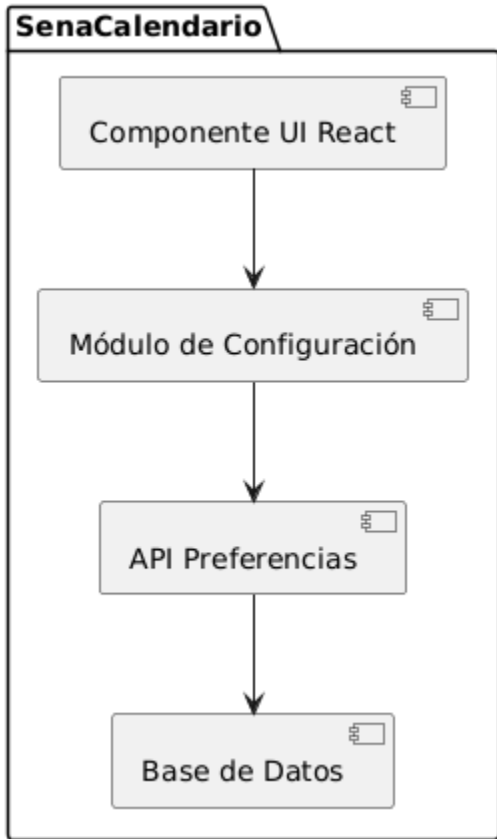 SenaCalendario
Componente UI React
Módulo de Configuración
API Preferencias
Base de Datos